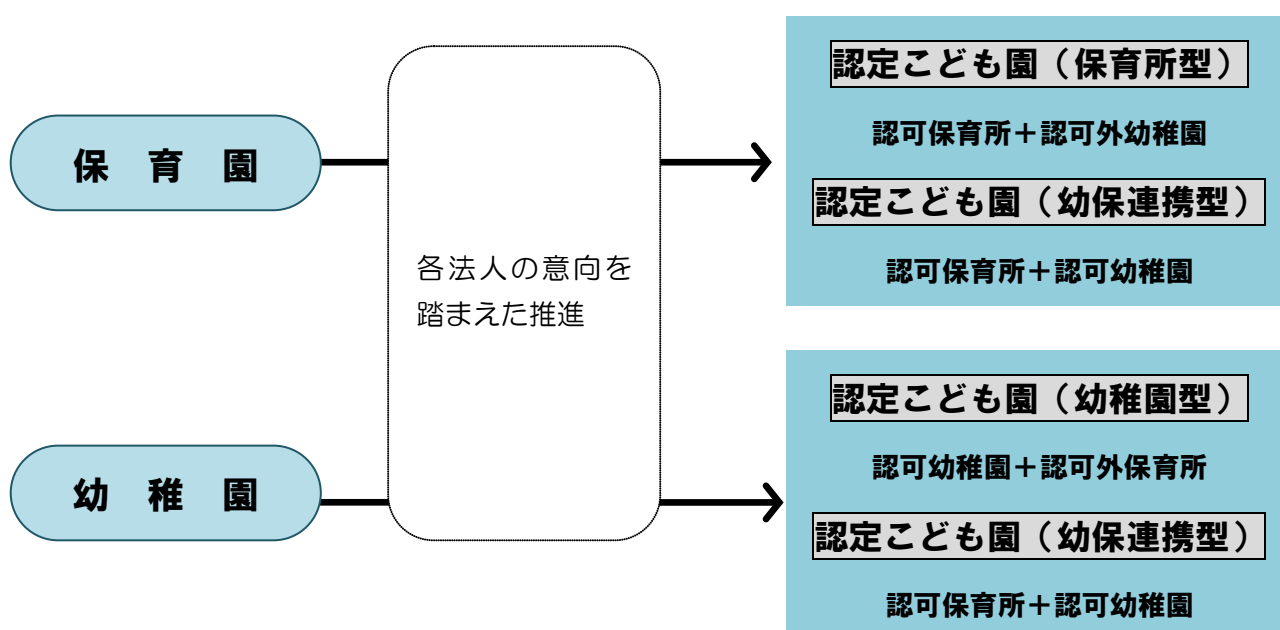 保　育　園
各法人の意向を
踏まえた推進
認定こども園（保育所型）
認可保育所＋認可外幼稚園
認定こども園（幼保連携型）
認可保育所＋認可幼稚園
幼　稚　園
認定こども園（幼稚園型）
認可幼稚園＋認可外保育所
認定こども園（幼保連携型）
認可保育所＋認可幼稚園